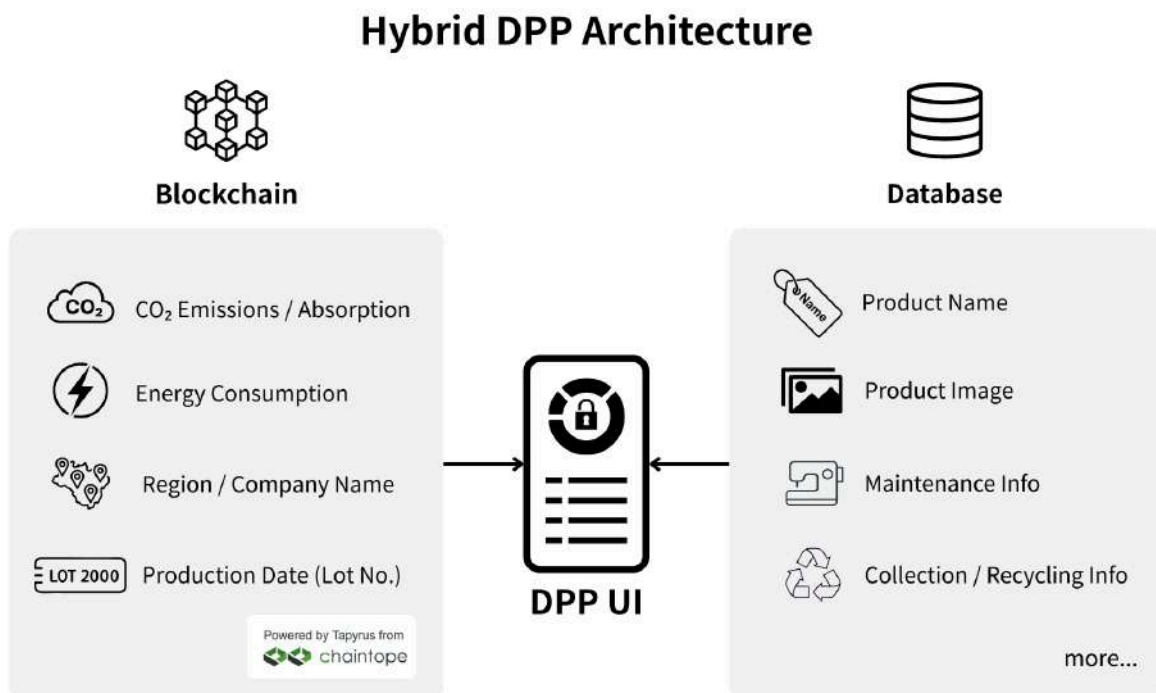 Hybrid DPP Architecture
Blockchain
CO₂
CO₂ Emissions / Absorption
Energy Consumption
Region / Company Name
LOT 2000
Production Date (Lot No.)
Powered by Tapyrus from
chaintope
DPP UI
Database
Name
Product Name
Product Image
Maintenance Info
Collection / Recycling Info
more...